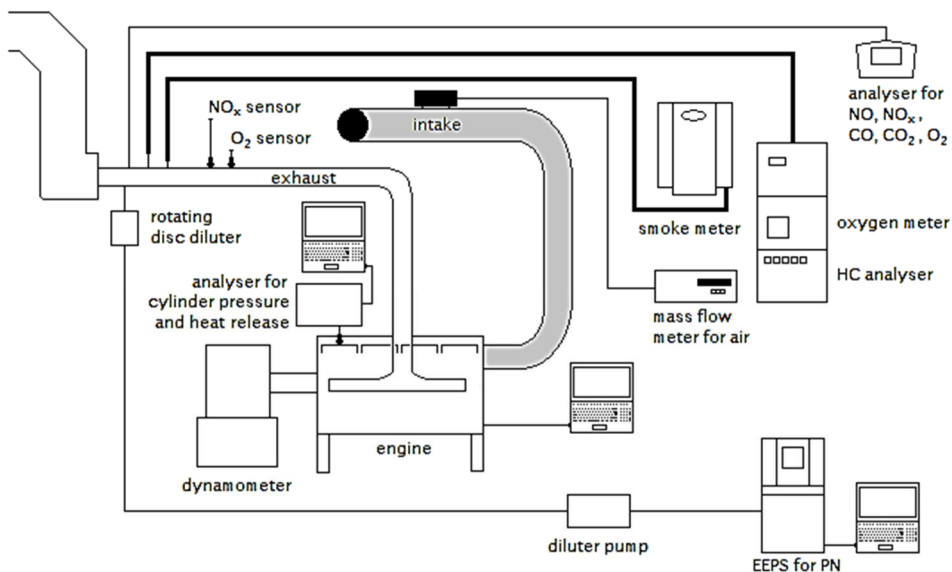 NOₓ sensor
O₂ sensor
intake
exhaust
analyser for
NO, NOₓ,
CO, CO₂, O₂
rotating
disc diluter
smoke meter
oxygen meter
HC analyser
analyser for
cylinder pressure
and heat release
mass flow
meter for air
engine
dynamometer
diluter pump
EEPS for PN